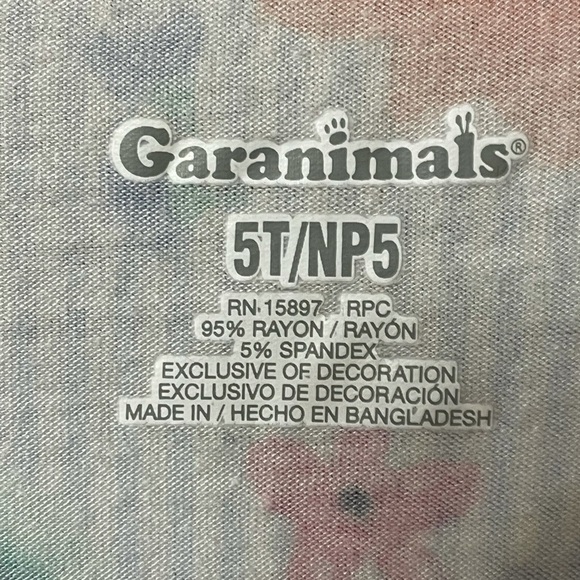 Garanimals®
5T/NP5
RN 15897 RPC
95% RAYON / RAYÓN
5% SPANDEX
EXCLUSIVE OF DECORATION
EXCLUSIVO DE DECORACIÓN
MADE IN / HECHO EN BANGLADESH